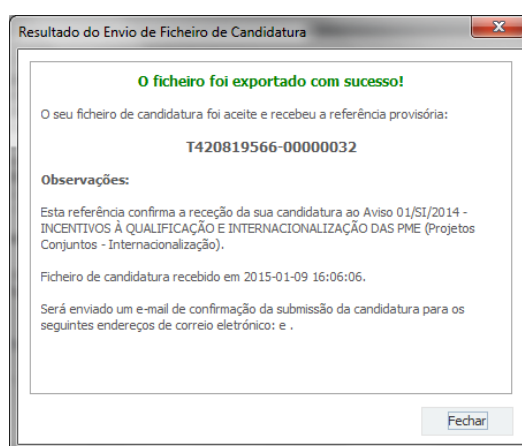 Resultado do Envio de Ficheiro de Candidatura
O ficheiro foi exportado com sucesso!
O seu ficheiro de candidatura foi aceite e recebeu a referência provisória:
T420819566-00000032
Observações:
Esta referência confirma a receção da sua candidatura ao Aviso 01/SI/2014 -
INCENTIVOS À QUALIFICAÇÃO E INTERNACIONALIZAÇÃO DAS PME (Projetos
Conjuntos - Internacionalização).
Ficheiro de candidatura recebido em 2015-01-09 16:06:06.
Será enviado um e-mail de confirmação da submissão da candidatura para os
seguintes endereços de correio eletrónico: e .
Fechar